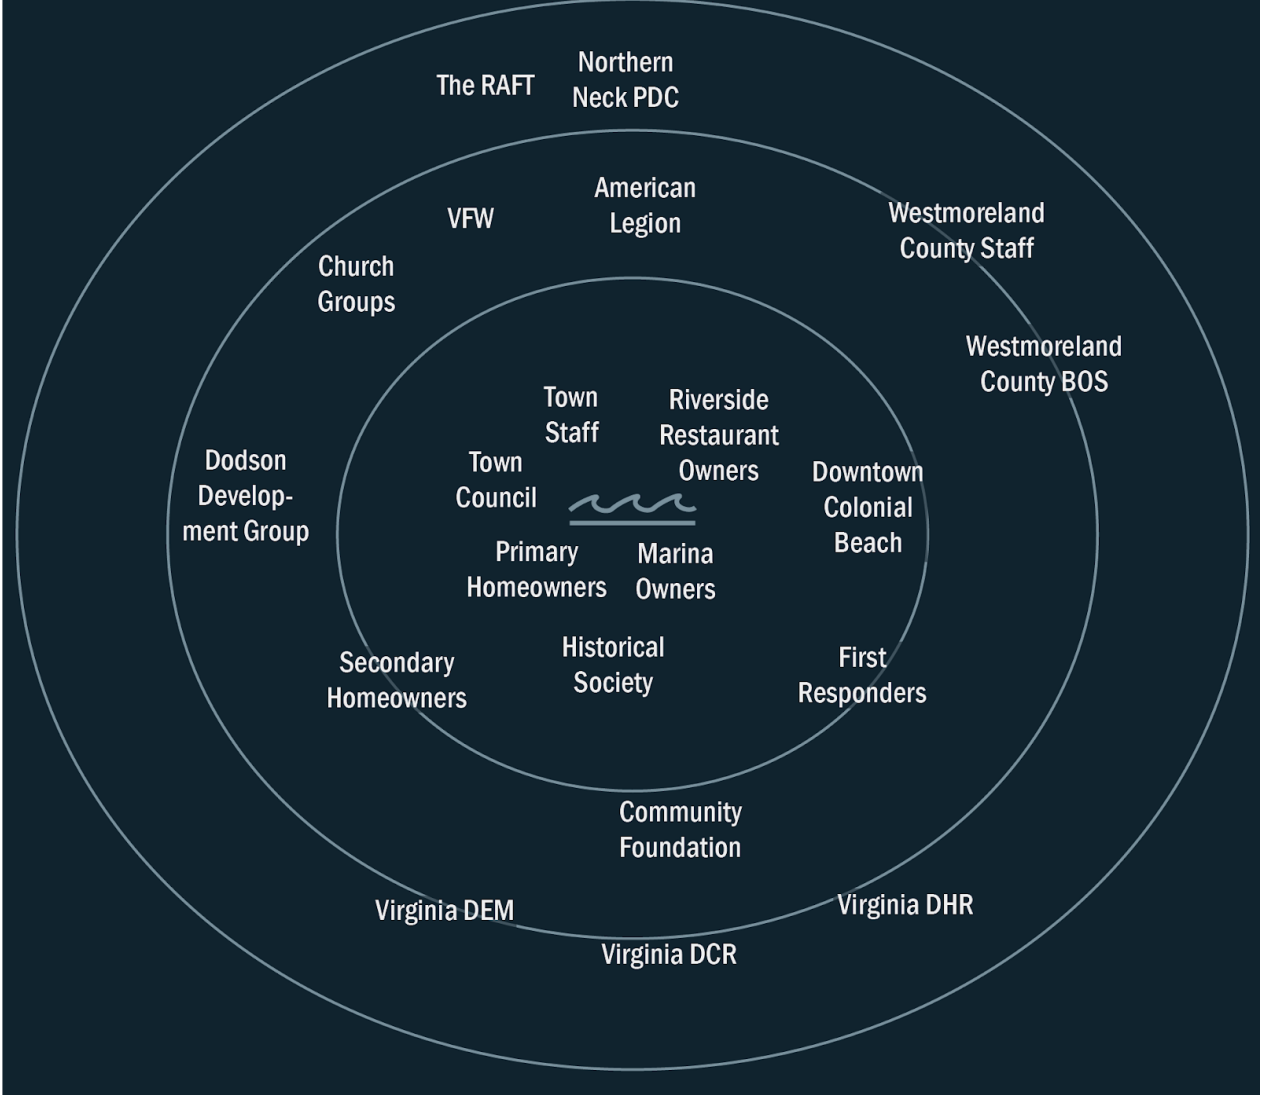 The RAFT
Northern
Neck PDC
VFW
American
Legion
Westmoreland
County Staff
Church
Groups
Westmoreland
County BOS
Town
Staff
Riverside
Restaurant
Owners
Town
Council
Dodson
Develop-
ment Group
Downtown
Colonial
Beach
Primary
Homeowners
Marina
Owners
Secondary
Homeowners
Historical
Society
First
Responders
Community
Foundation
Virginia DEM
Virginia DHR
Virginia DCR